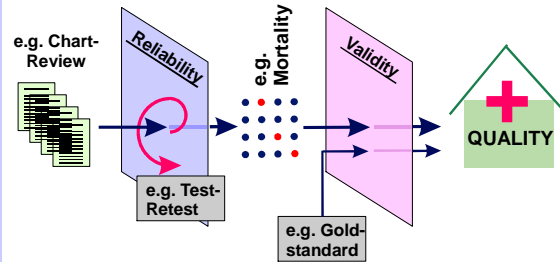 e.g. Chart-
Review
Reliability
e.g.
Mortality
Validity
QUALITY
e.g. Test-
Retest
e.g. Gold-
standard